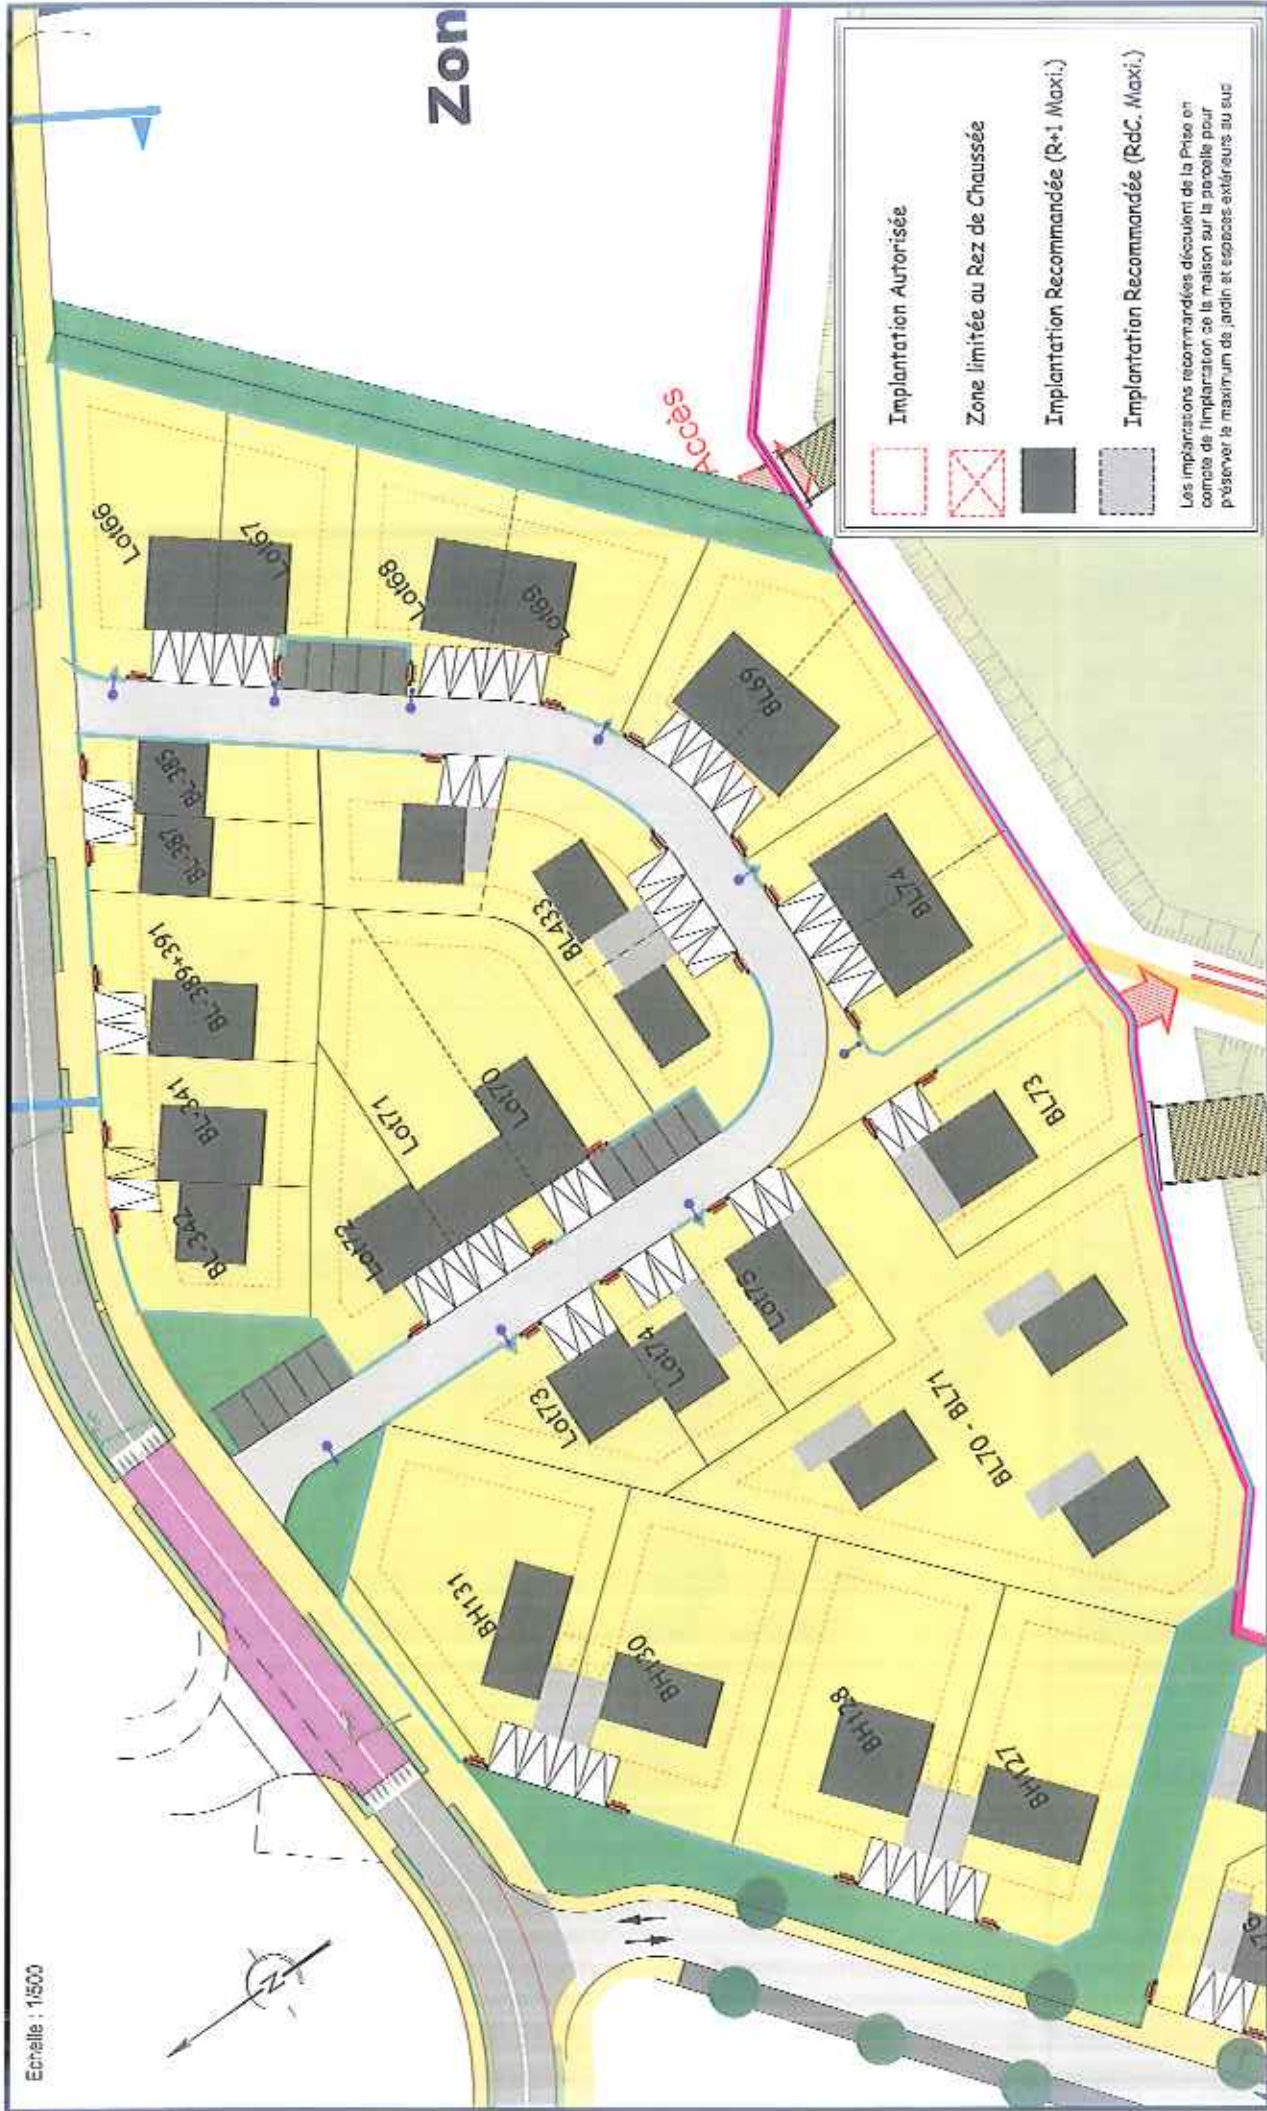 Echelle : 1/500
Zon
Accès
Lot66
Lot67
Lot68
Lot69
BL69
BL74
BL-385
BL-387
BL-389+391
BL-341
BL-342
BL433
Lot70
Lot71
Lot72
Lot73
Lot74
Lot75
BL73
BL70 - BL71
BH131
BH130
BH128
BH127
N
Implantation Autorisée
Zone limitée au Rez de Chaussée
Implantation Recommandée (R+1 Maxi.)
Implantation Recommandée (RdC. Maxi.)
Les implantations recommandées découlent de la Prise en
compte de l'implantation de la maison sur la parcelle pour
préserver le maximum de jardin et espaces extérieurs au sud